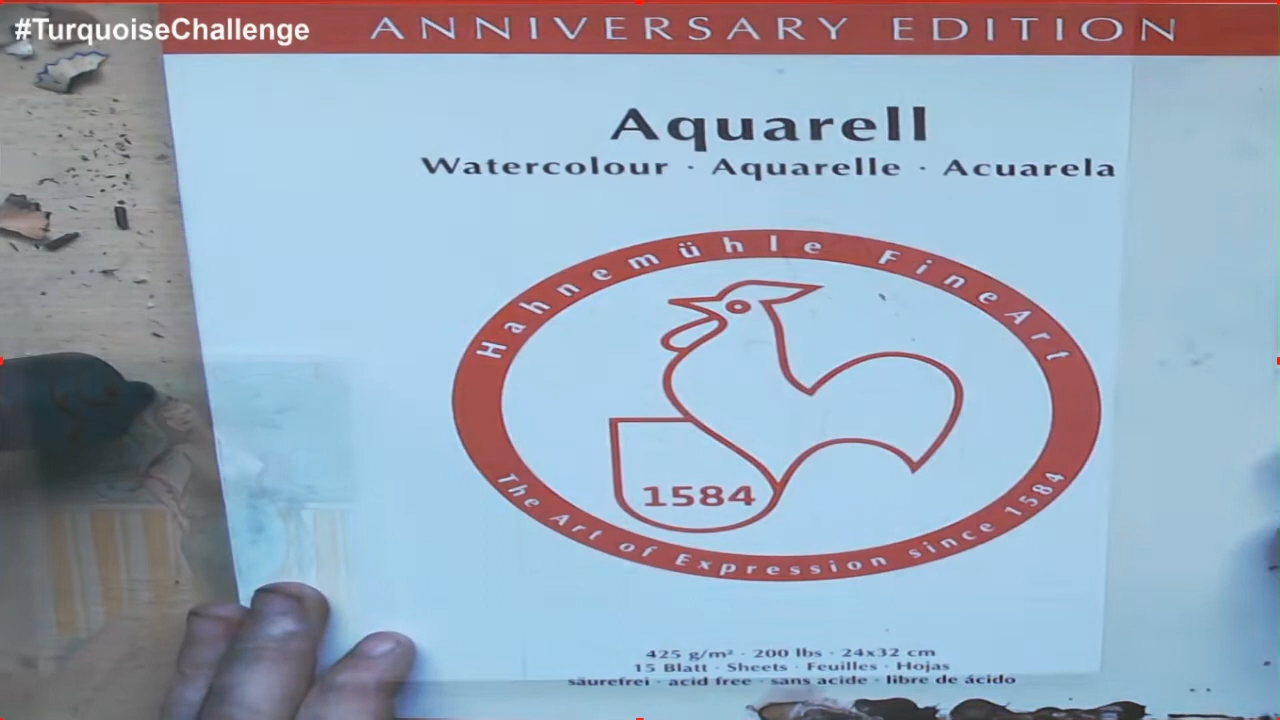 #TurquoiseChallenge
ANNIVERSARY EDITION
Aquarell
Watercolour · Aquarelle · Acuarela
Hahnemühle FineArt
1584
The Art of Expression since 1584
425 g/m² · 200 lbs · 24x32 cm
15 Blatt · Sheets · Feuilles · Hojas
säurefrei · acid free · sans acide · libre de ácido